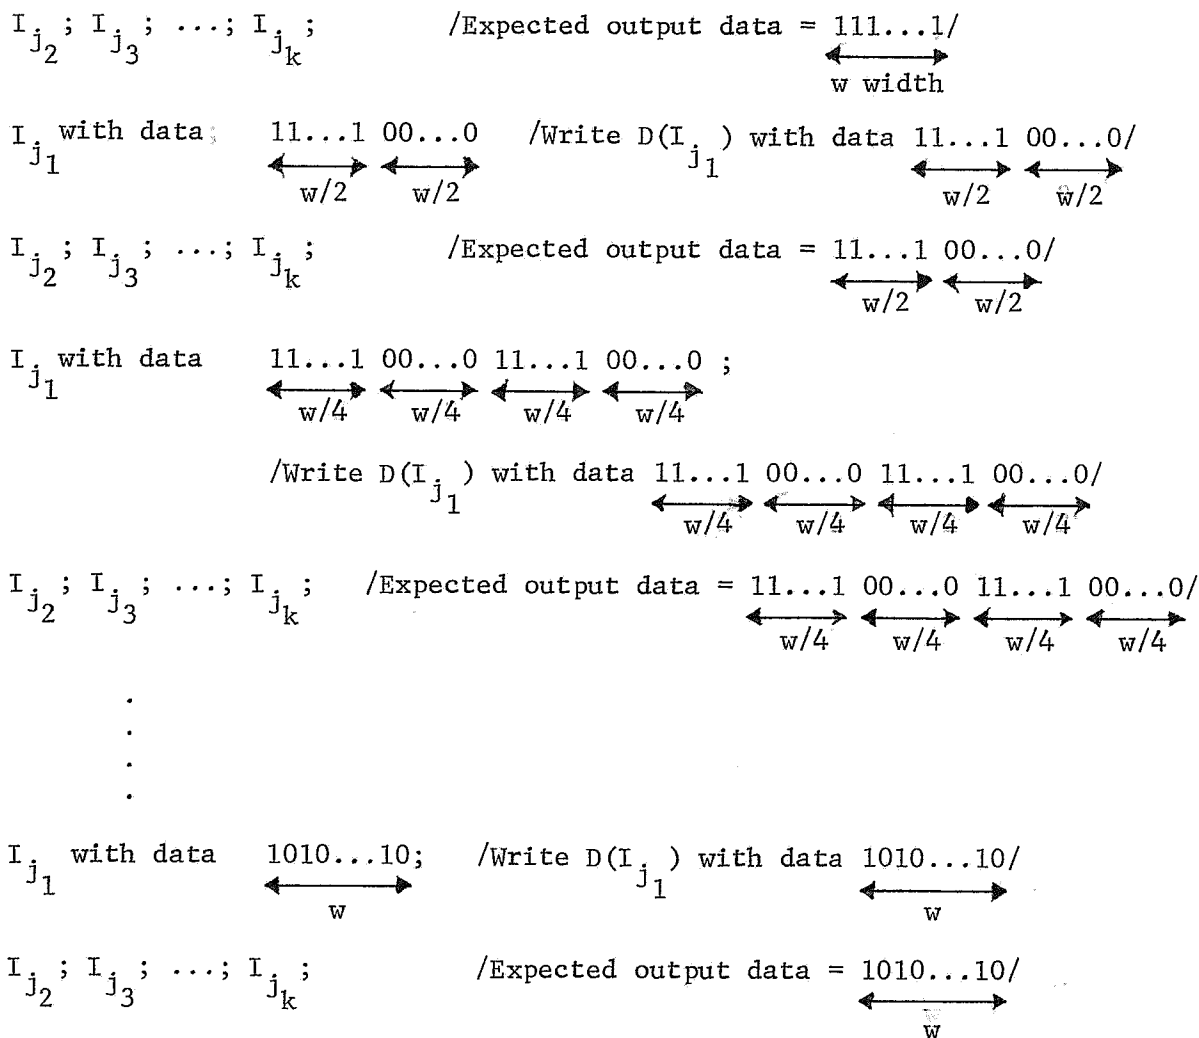 I_{j_2}; I_{j_3}; ...; I_{j_k}; /Expected output data = 111...1/
w width
I_{j_1} with data 11...1 00...0 /Write D(I_{j_1}) with data 11...1 00...0/
w/2 w/2 w/2 w/2
I_{j_2}; I_{j_3}; ...; I_{j_k}; /Expected output data = 11...1 00...0/
w/2 w/2
I_{j_1} with data 11...1 00...0 11...1 00...0 ;
w/4 w/4 w/4 w/4
/Write D(I_{j_1}) with data 11...1 00...0 11...1 00...0/
w/4 w/4 w/4 w/4
I_{j_2}; I_{j_3}; ...; I_{j_k}; /Expected output data = 11...1 00...0 11...1 00...0/
w/4 w/4 w/4 w/4
.
.
.
.
I_{j_1} with data 1010...10; /Write D(I_{j_1}) with data 1010...10/
w w
I_{j_2}; I_{j_3}; ...; I_{j_k}; /Expected output data = 1010...10/
w